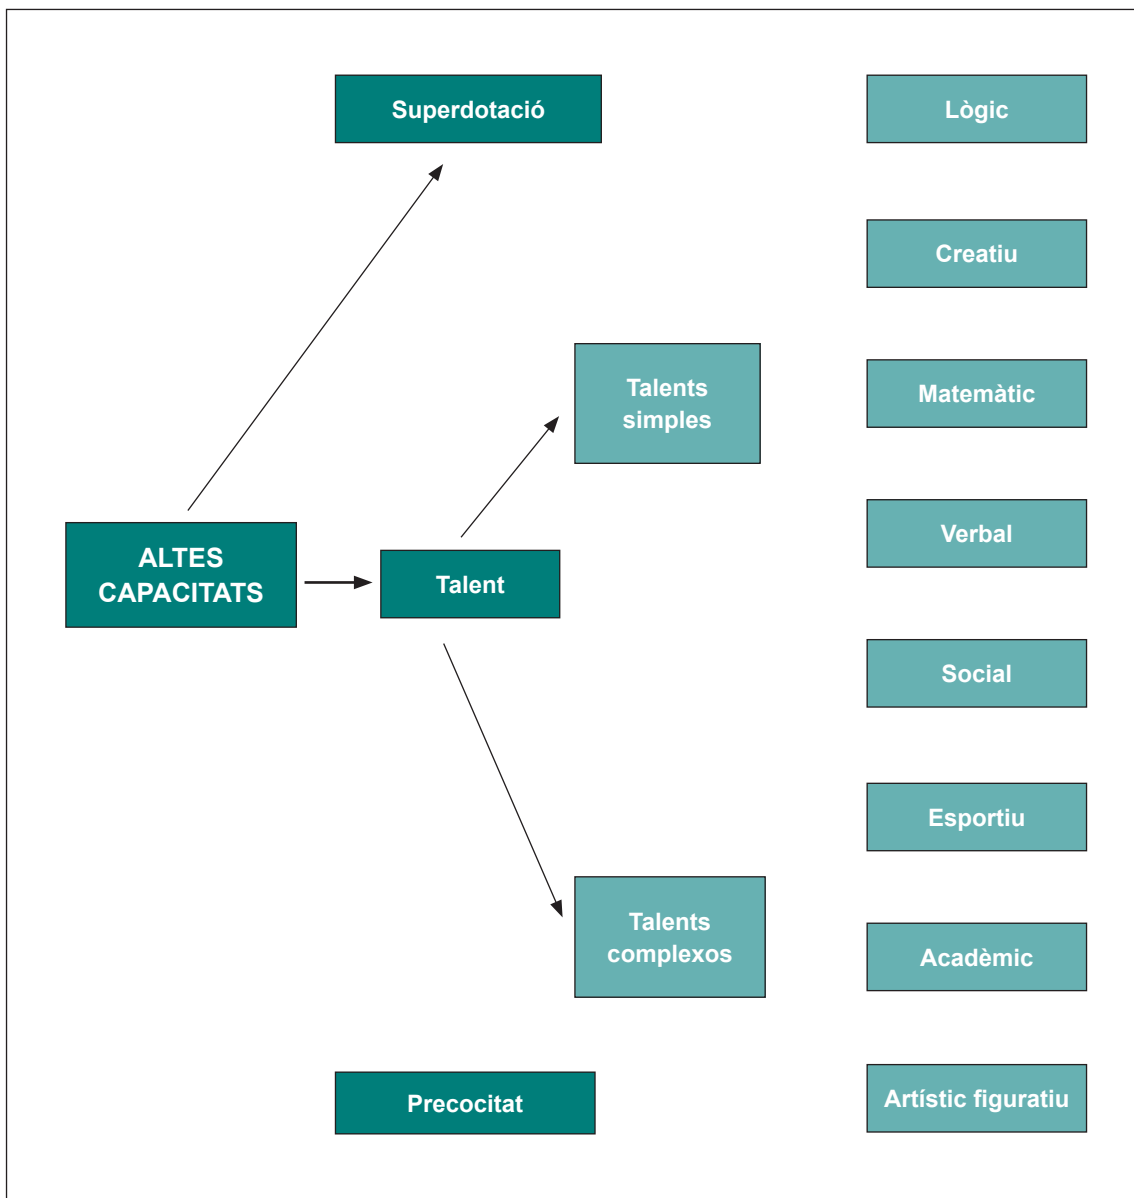 Superdotació
Lògic
Creatiu
Talents
simples
Matemàtic
ALTES
CAPACITATS
Talent
Verbal
Social
Esportiu
Talents
complexos
Acadèmic
Precocitat
Artístic figuratiu